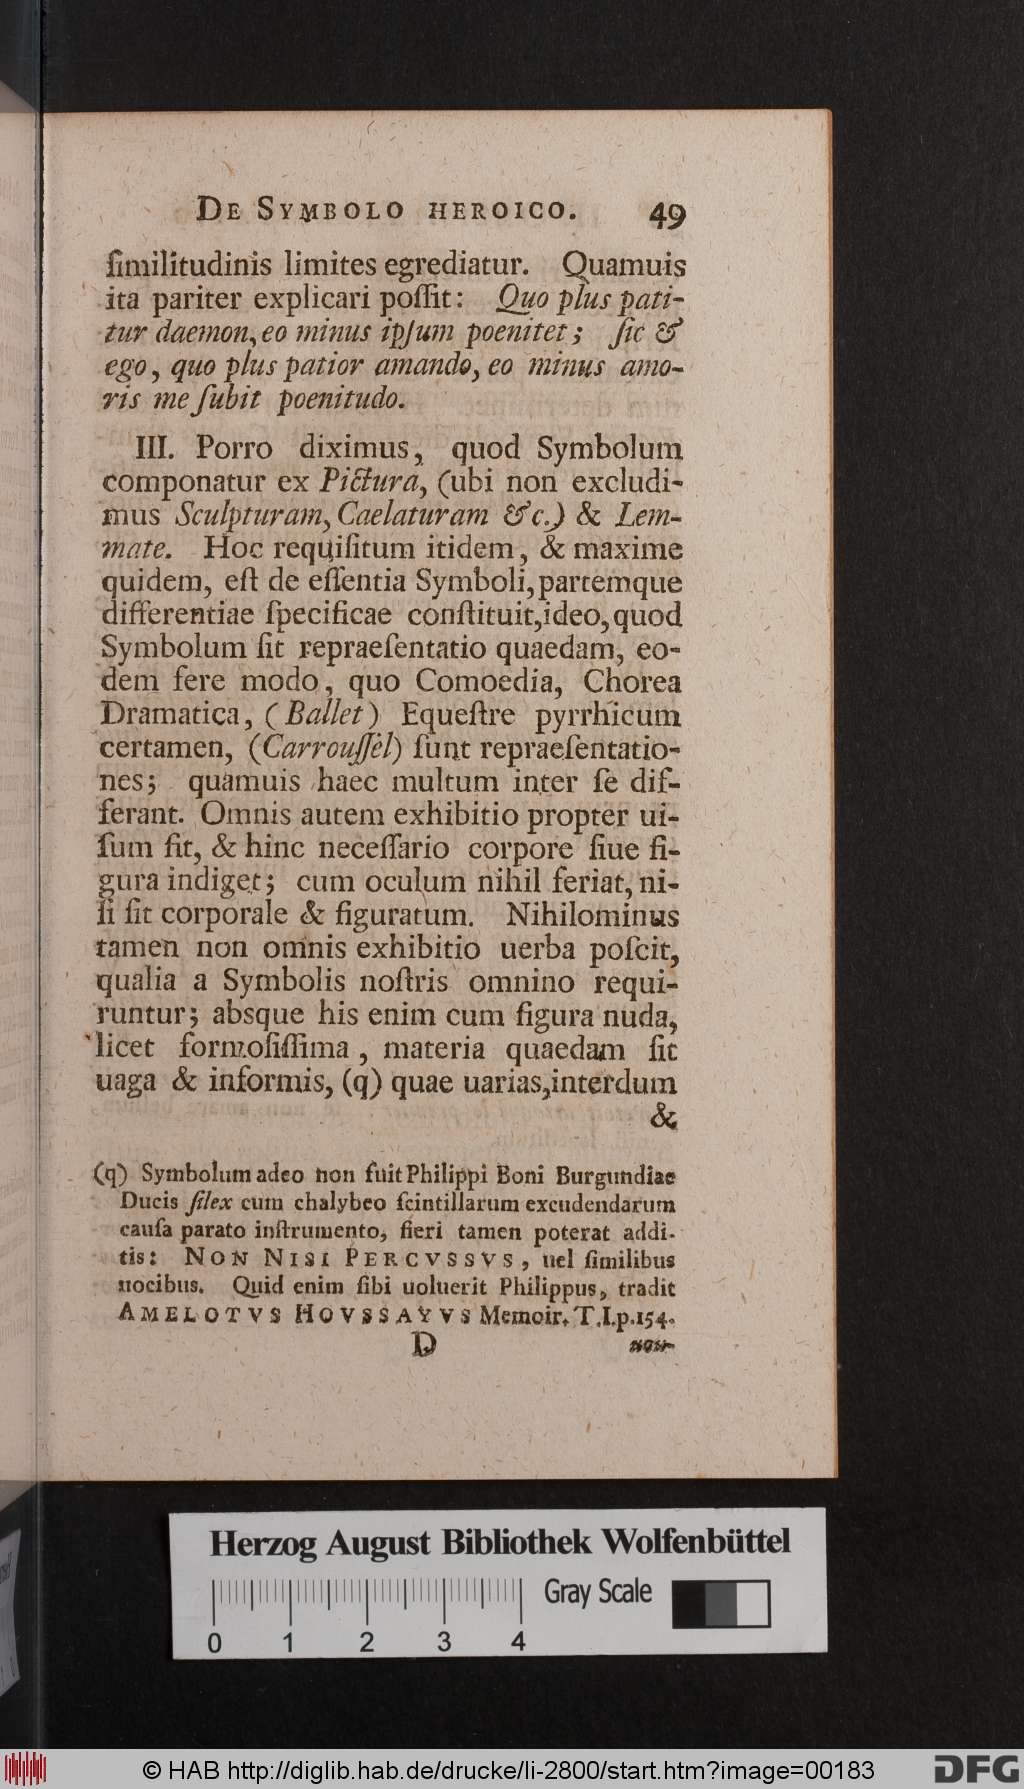 DE SYMBOLO HEROICO. 49
ſimilitudinis limites egrediatur. Quamuis
ita pariter explicari poſſit: Quo plus pati-
tur daemon, eo minus ipſum poenitet; ſic &
ego, quo plus patior amando, eo minus amo-
ris me ſubit poenitudo.
III. Porro diximus, quod Symbolum
componatur ex Pictura, (ubi non excludi-
mus Sculpturam, Caelaturam &c.) & Lem-
mate. Hoc requiſitum itidem, & maxime
quidem, eſt de eſſentia Symboli, partemque
differentiae ſpecificae conſtituit, ideo, quod
Symbolum ſit repraeſentatio quaedam, eo-
dem fere modo, quo Comoedia, Chorea
Dramatica, (Ballet) Equeſtre pyrrhicum
certamen, (Carrouſſel) ſunt repraeſentatio-
nes; quamuis haec multum inter ſe diſ-
ferant. Omnis autem exhibitio propter ui-
ſum fit, & hinc neceſſario corpore ſiue fi-
gura indiget; cum oculum nihil feriat, ni-
ſi ſit corporale & figuratum. Nihilominus
tamen non omnis exhibitio uerba poſcit,
qualia a Symbolis noſtris omnino requi-
runtur; absque his enim cum figura nuda,
licet formoſiſſima, materia quaedam ſit
uaga & informis, (q) quae uarias, interdum
&
(q) Symbolum adeo non fuit Philippi Boni Burgundiae
Ducis ſilex cum chalybeo ſcintillarum excudendarum
cauſa parato inſtrumento, fieri tamen poterat addi-
tis: NON NISI PERCVSSVS, uel ſimilibus
uocibus. Quid enim ſibi uoluerit Philippus, tradit
AMELOTVS HOVSSAYVS Memoir. T.I.p.154.
D non-
Herzog August Bibliothek Wolfenbüttel
Gray Scale
0 1 2 3 4
© HAB http://diglib.hab.de/drucke/li-2800/start.htm?image=00183
DFG